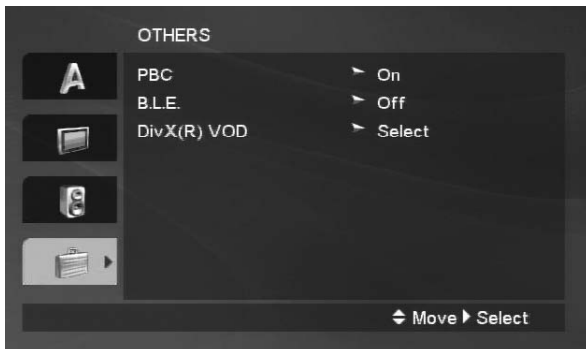 OTHERS
PBC On
B.L.E. Off
DivX(R) VOD Select
A
Move Select